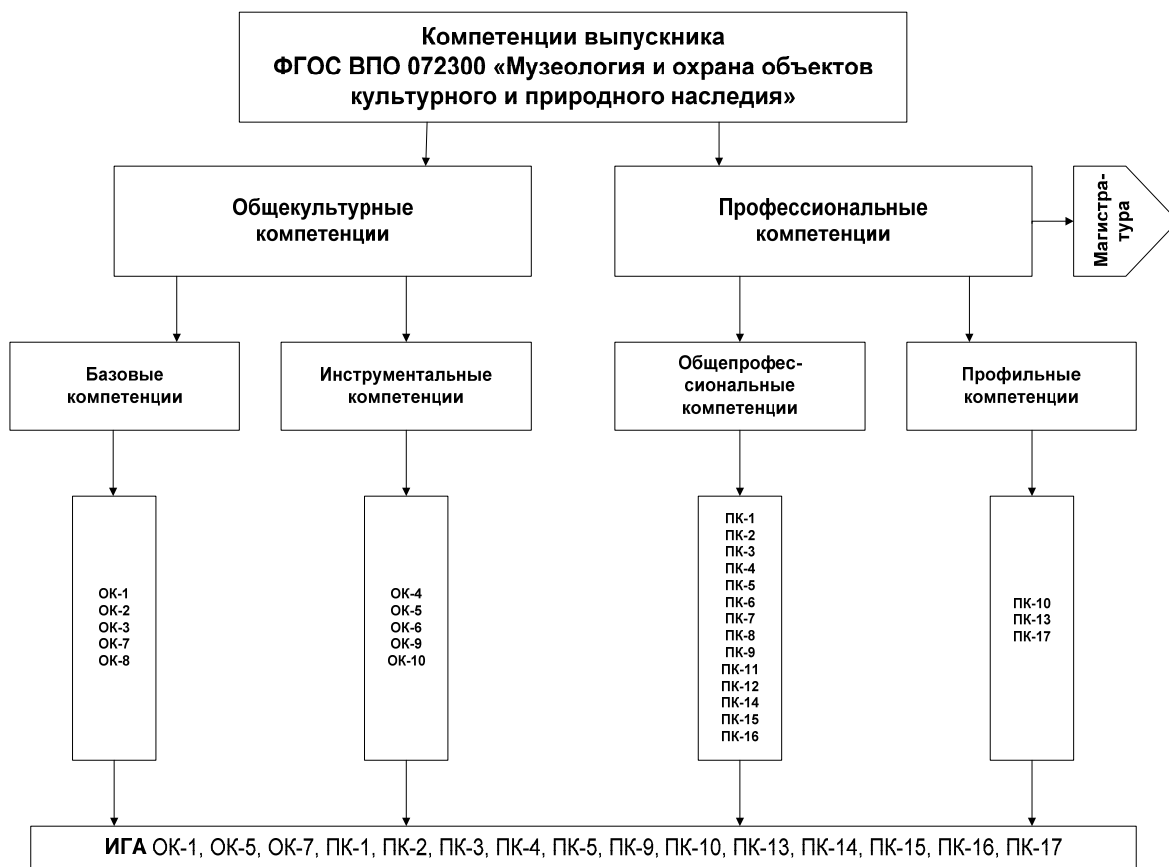 Компетенции выпускника
ФГОС ВПО 072300 «Музеология и охрана объектов
культурного и природного наследия»
Общекультурные
компетенции
Профессиональные
компетенции
Магистра-
тура
Базовые
компетенции
Инструментальные
компетенции
Общепрофес-
сиональные
компетенции
Профильные
компетенции
ОК-1
ОК-2
ОК-3
ОК-7
ОК-8
ОК-4
ОК-5
ОК-6
ОК-9
ОК-10
ПК-1
ПК-2
ПК-3
ПК-4
ПК-5
ПК-6
ПК-7
ПК-8
ПК-9
ПК-11
ПК-12
ПК-14
ПК-15
ПК-16
ПК-10
ПК-13
ПК-17
ИГА ОК-1, ОК-5, ОК-7, ПК-1, ПК-2, ПК-3, ПК-4, ПК-5, ПК-9, ПК-10, ПК-13, ПК-14, ПК-15, ПК-16, ПК-17